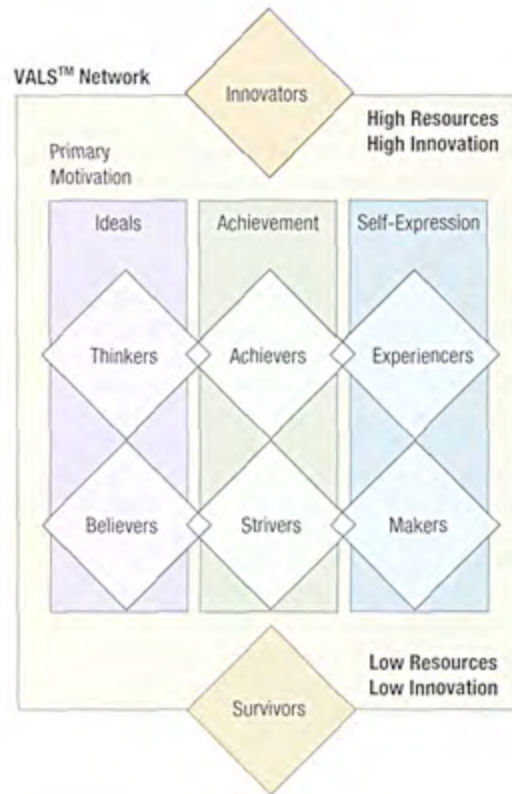 VALS™ Network
Innovators
High Resources
High Innovation
Primary
Motivation
Ideals
Achievement
Self-Expression
Thinkers
Achievers
Experiencers
Believers
Strivers
Makers
Low Resources
Low Innovation
Survivors